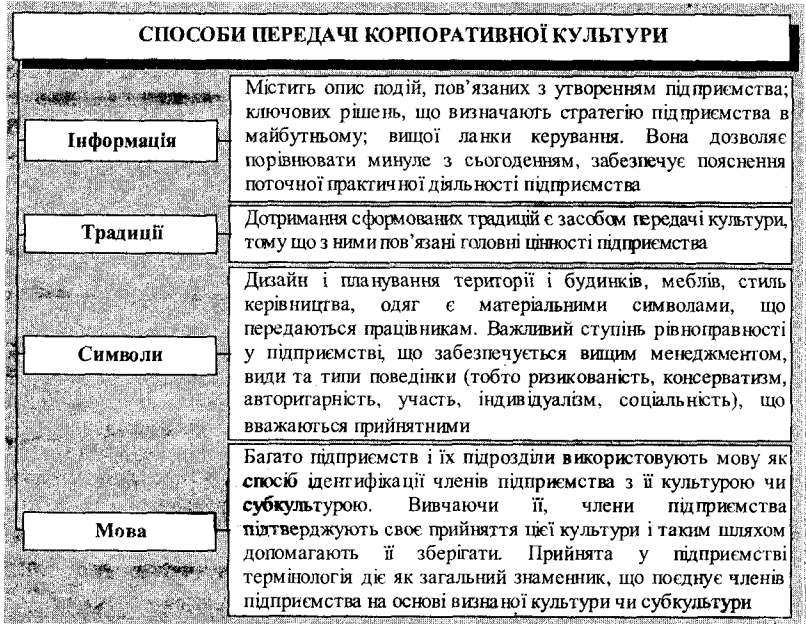 СПОСОБИ ПЕРЕДАЧІ КОРПОРАТИВНОЇ КУЛЬТУРИ
Інформація
Містить опис подій, пов’язаних з утворенням підприємства;
ключових рішень, що визначають стратегію підприємства в
майбутньому; вищої ланки керування. Вона дозволяє
порівнювати минуле з сьогоденням, забезпечує пояснення
поточної практичної діяльності підприємства
Традиції
Дотримання сформованих традицій є засобом передачі культури,
тому що з ними пов’язані головні цінності підприємства
Символи
Дизайн і планування території і будинків, меблів, стиль
керівництва, одяг є матеріальними символами, що
передаються працівникам. Важливий ступінь рівноправності
у підприємстві, що забезпечується вищим менеджментом,
види та типи поведінки (тобто ризикованість, консерватизм,
авторитарність, участь, індивідуалізм, соціальність), що
вважаються прийнятними
Мова
Багато підприємств і їх підрозділи використовують мову як
спосіб ідентифікації членів підприємства з її культурою чи
субкультурою. Вивчаючи її, члени підприємства
підтверджують своє прийняття цієї культури і таким шляхом
допомагають її зберігати. Прийнята у підприємстві
термінологія діє як загальний знаменник, що поєднує членів
підприємства на основі визнаної культури чи субкультури